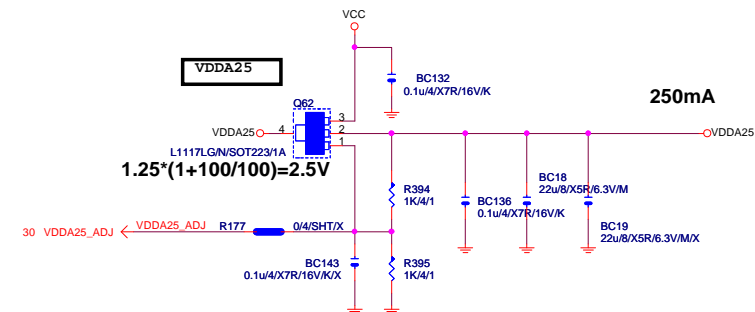 VCC
VDDA25
BC132
0.1u/4/X7R/16V/K
250mA
Q62
3
VDDA25
4
2
VDDA25
1
L1117LG/N/SOT223/1A
1.25*(1+100/100)=2.5V
R394
1K/4/1
BC136
0.1u/4/X7R/16V/K
BC18
22u/8/X5R/6.3V/M
BC19
22u/8/X5R/6.3V/M/X
30 VDDA25_ADJ
VDDA25_ADJ
R177
0/4/SHT/X
BC143
0.1u/4/X7R/16V/K/X
R395
1K/4/1